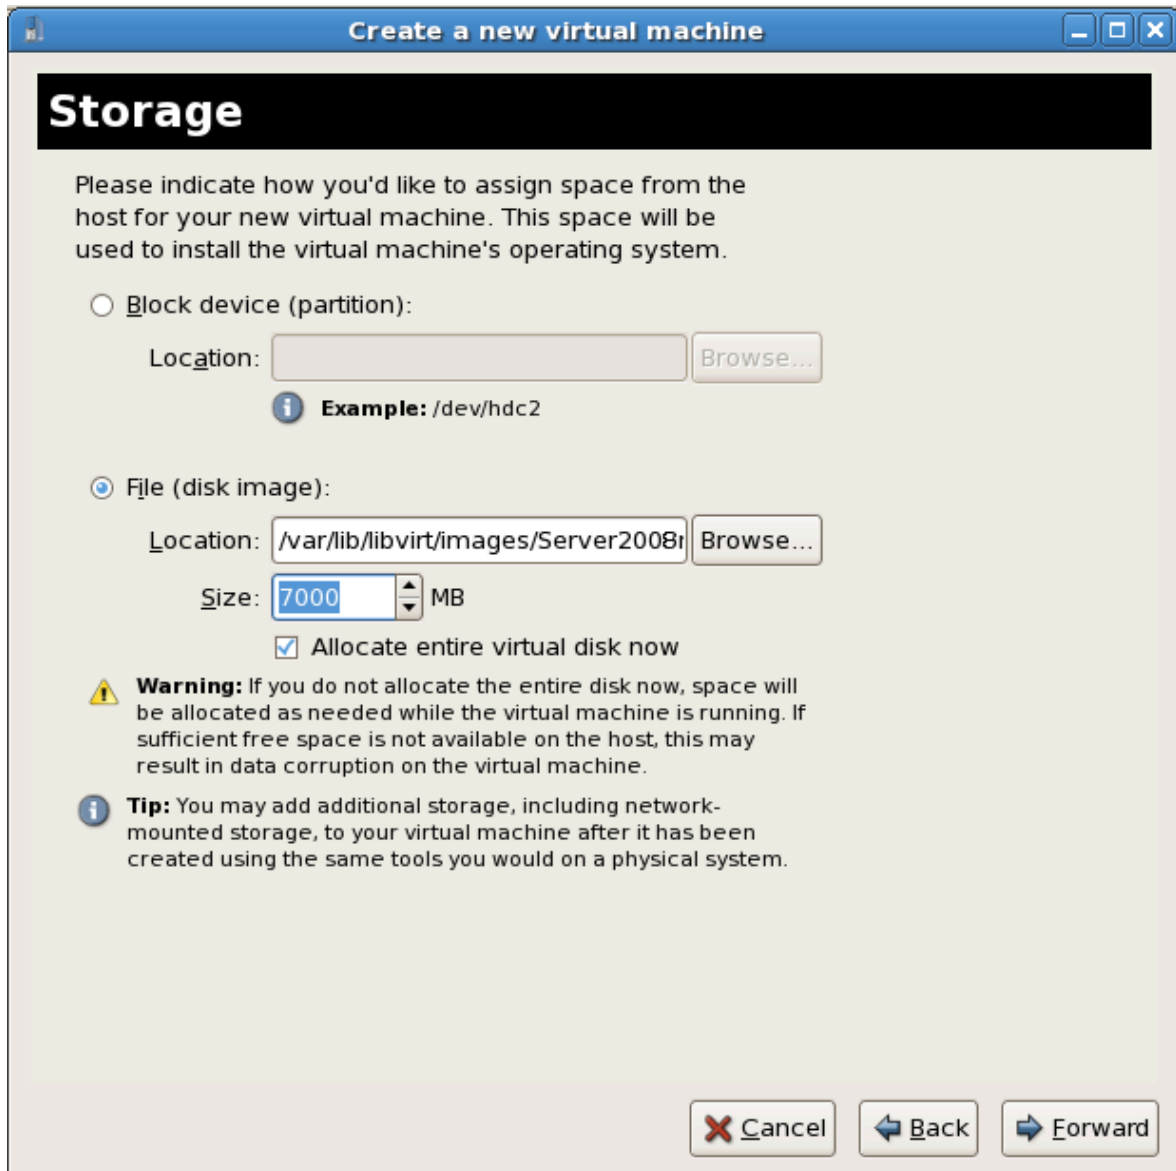 Create a new virtual machine
Storage
Please indicate how you'd like to assign space from the
host for your new virtual machine. This space will be
used to install the virtual machine's operating system.
Block device (partition):
Location: Browse...
Example: /dev/hdc2
File (disk image):
Location: /var/lib/libvirt/images/Server2008r Browse...
Size: 7000 MB
Allocate entire virtual disk now
Warning: If you do not allocate the entire disk now, space will
be allocated as needed while the virtual machine is running. If
sufficient free space is not available on the host, this may
result in data corruption on the virtual machine.
Tip: You may add additional storage, including network-
mounted storage, to your virtual machine after it has been
created using the same tools you would on a physical system.
Cancel Back Forward